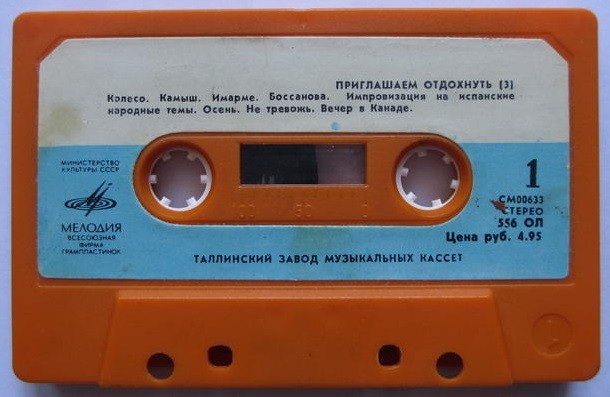 ПРИГЛАШАЕМ ОТДОХНУТЬ (3)
Колесо. Камыш. Имарме. Боссанова. Импровизация на испанские
народные темы. Осень. Не тревожь. Вечер в Канаде.
МИНИСТЕРСТВО
КУЛЬТУРЫ СССР
МЕЛОДИЯ
ВСЕСОЮЗНАЯ
ФИРМА
ГРАМПЛАСТИНОК
100 50 0
1
СМ00633
СТЕРЕО
556 ОЛ
Цена руб. 4.95
ТАЛЛИНСКИЙ ЗАВОД МУЗЫКАЛЬНЫХ КАССЕТ
1